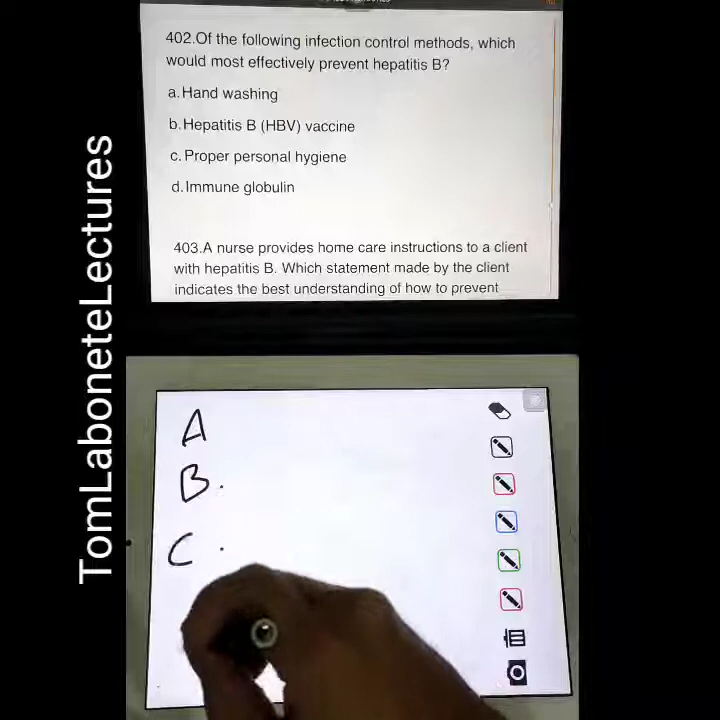 402.Of the following infection control methods, which
would most effectively prevent hepatitis B?
a. Hand washing
b. Hepatitis B (HBV) vaccine
c. Proper personal hygiene
d. Immune globulin
403.A nurse provides home care instructions to a client
with hepatitis B. Which statement made by the client
indicates the best understanding of how to prevent
TomLaboneteLectures
A
B.
C.